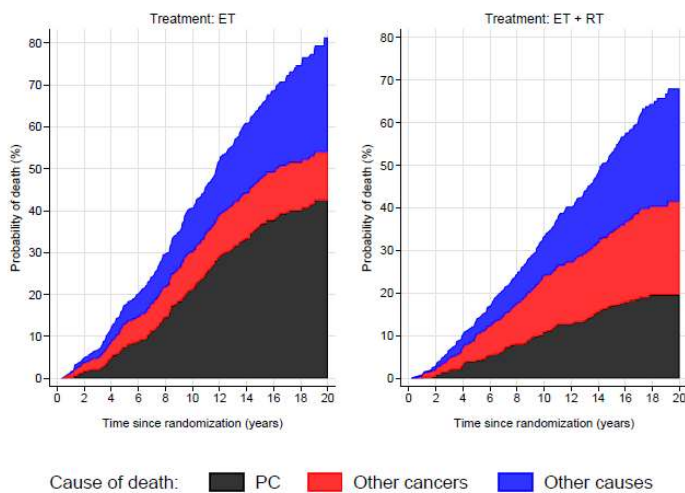 Treatment: ET
Probability of death (%)
80
70
60
50
40
30
20
10
0
0 2 4 6 8 10 12 14 16 18 20
Time since randomization (years)
Treatment: ET + RT
Probability of death (%)
80
70
60
50
40
30
20
10
0
0 2 4 6 8 10 12 14 16 18 20
Time since randomization (years)
Cause of death: PC Other cancers Other causes